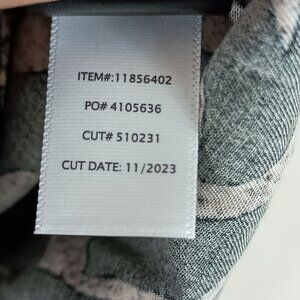 ITEM#:11856402
PO# 4105636
CUT# 510231
CUT DATE: 11/2023